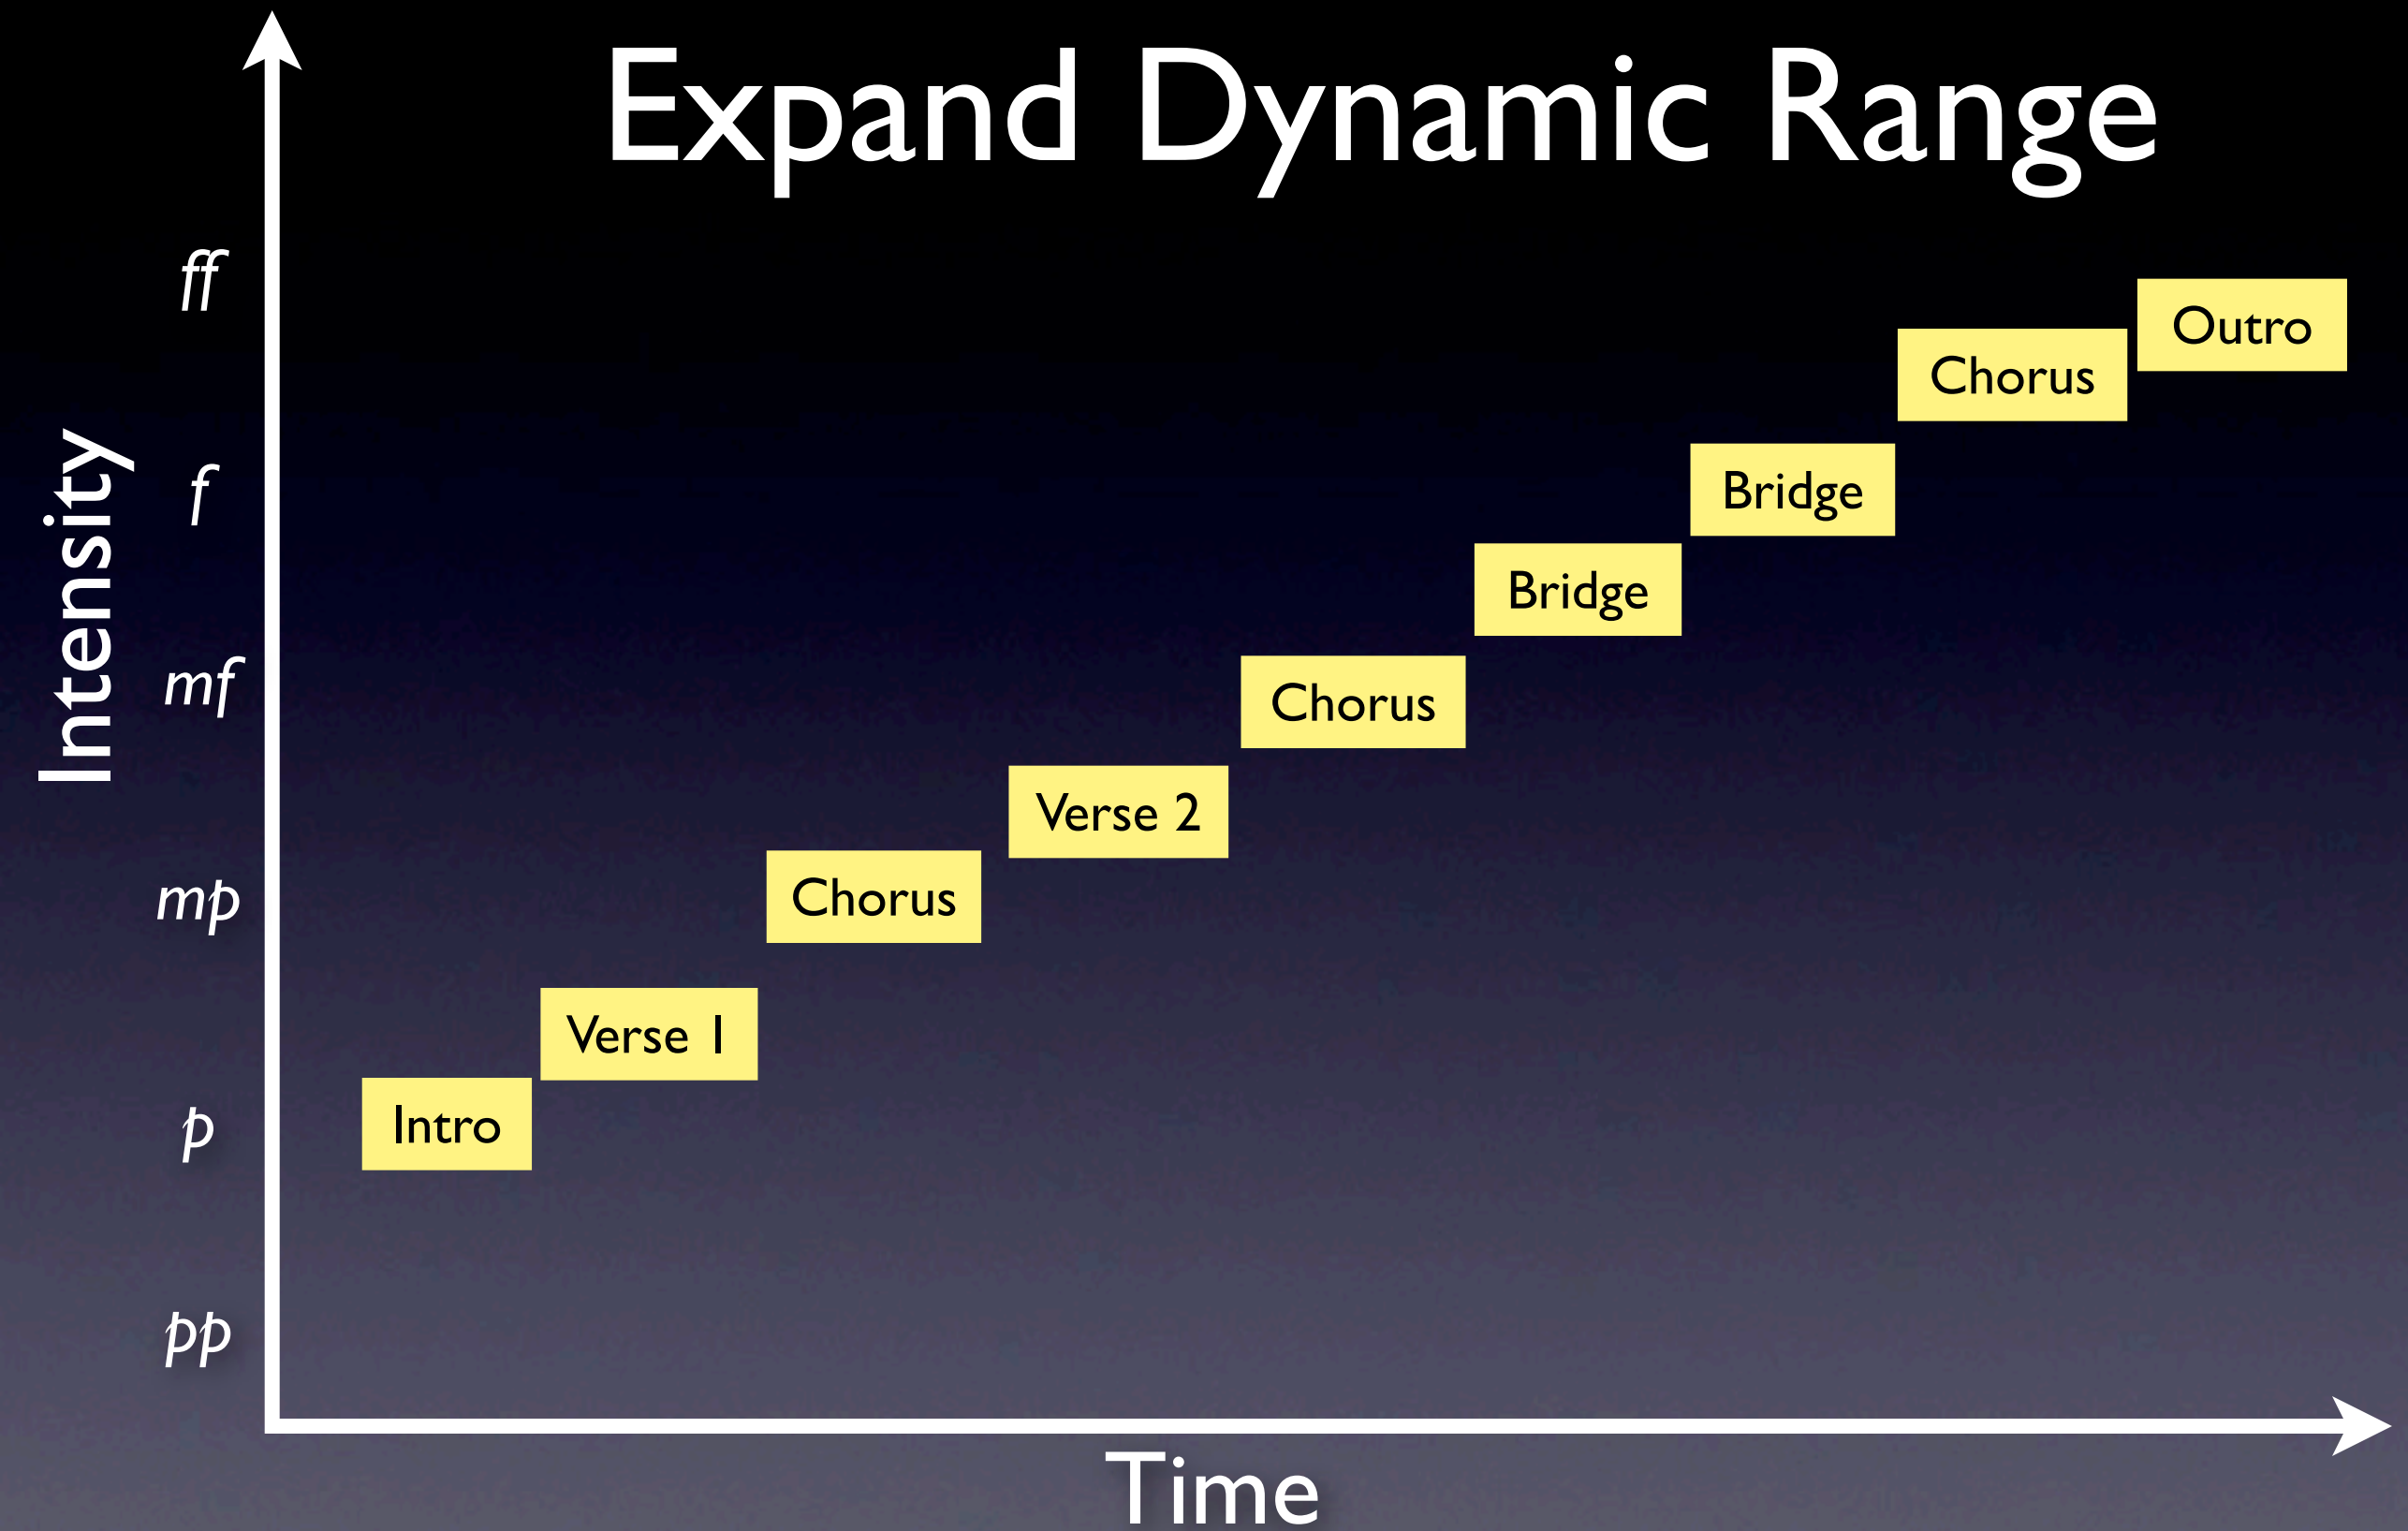 Expand Dynamic Range
Intensity
ff
f
mf
mp
p
pp
Intro
Verse 1
Chorus
Verse 2
Chorus
Bridge
Bridge
Chorus
Outro
Time